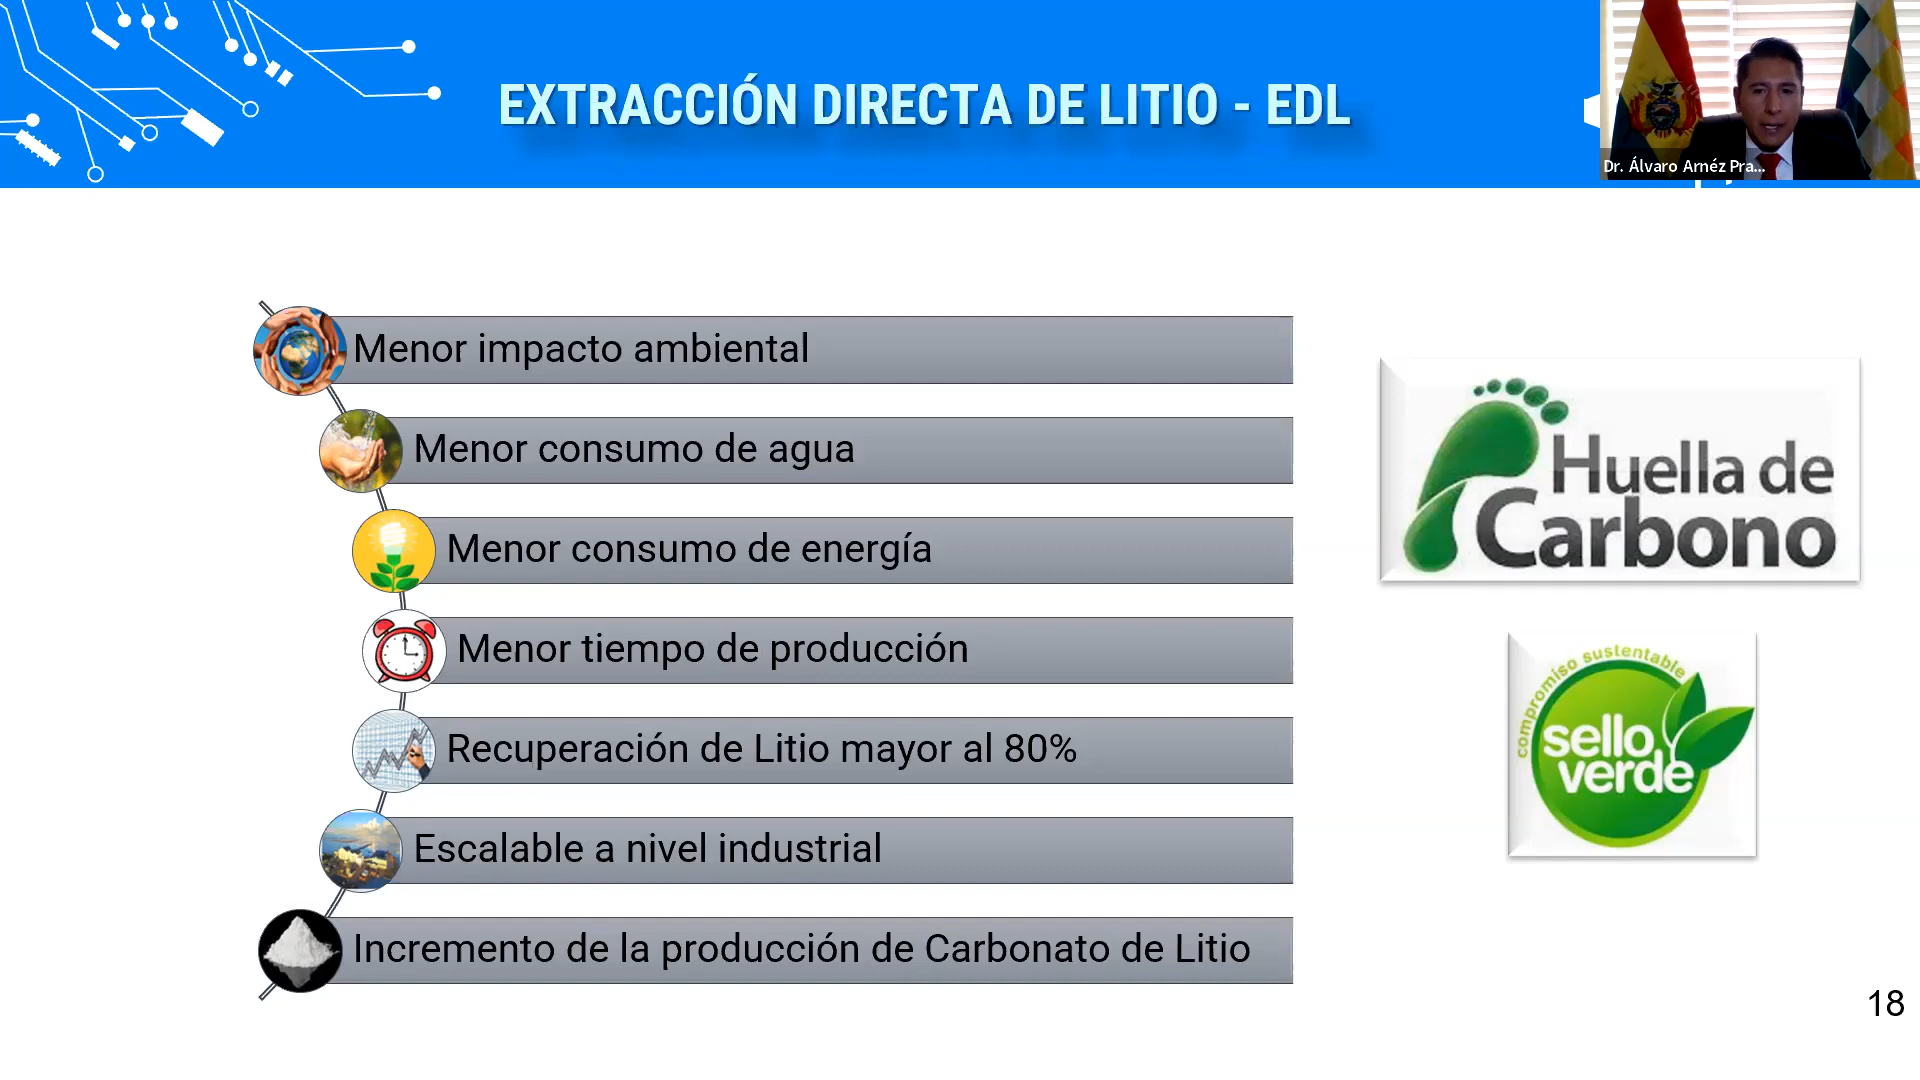 EXTRACCIÓN DIRECTA DE LITIO - EDL
Dr. Álvaro Arnéz Pra...
Menor impacto ambiental
Menor consumo de agua
Menor consumo de energía
Menor tiempo de producción
Recuperación de Litio mayor al 80%
Escalable a nivel industrial
Incremento de la producción de Carbonato de Litio
Huella de
Carbono
compromiso sustentable
sello
verde
18